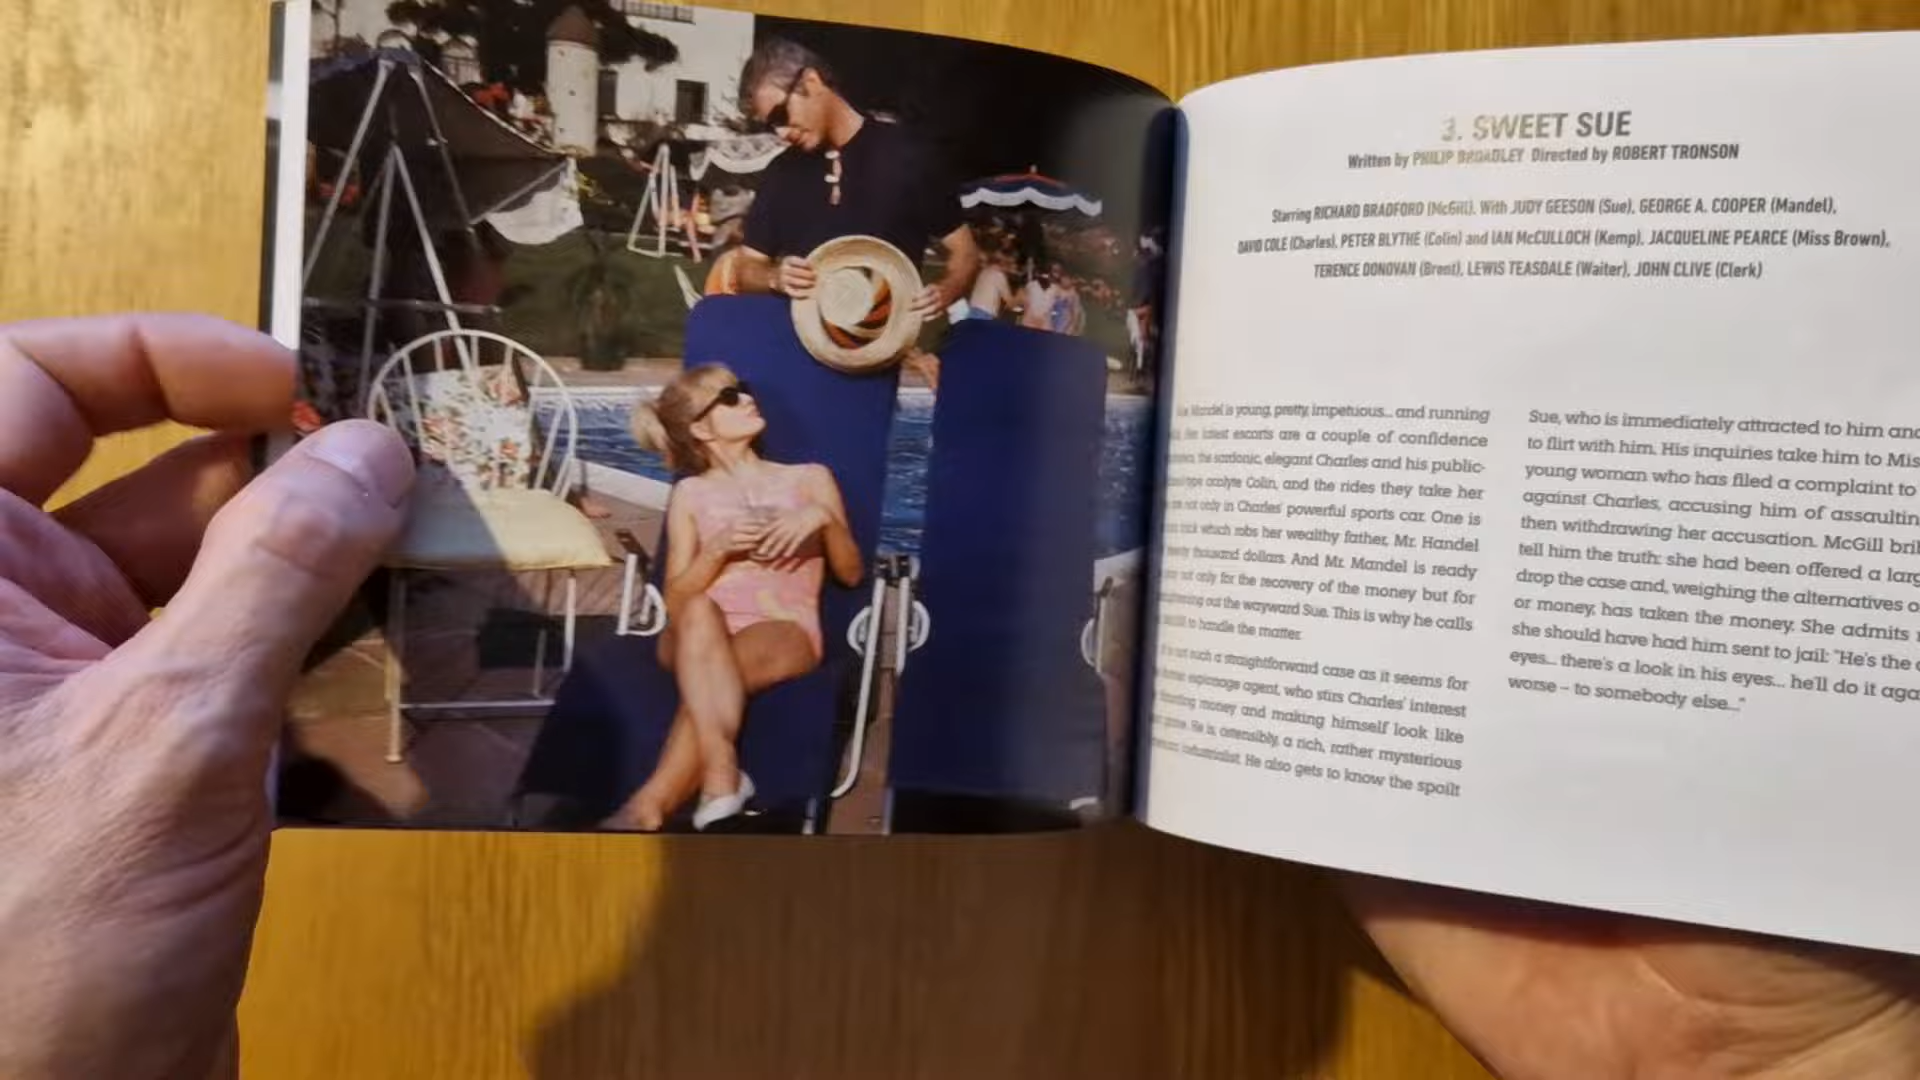 3. SWEET SUE
Written by PHILIP BROADLEY Directed by ROBERT TRONSON
Starring RICHARD BRADFORD (McGill). With JUDY GEESON (Sue), GEORGE A. COOPER (Mandel),
DAVID COLE (Charles), PETER BLYTHE (Colin) and IAN McCULLOCH (Kemp), JACQUELINE PEARCE (Miss Brown),
TERENCE DONOVAN (Brent), LEWIS TEASDALE (Waiter), JOHN CLIVE (Clerk)
Mandel is young, pretty, impetuous... and running
latest escorts are a couple of confidence
the sardonic, elegant Charles and his public-
acolyte Colin, and the rides they take her
are not only in Charles' powerful sports car. One is
trick which robs her wealthy father, Mr. Handel
thousand dollars. And Mr. Mandel is ready
not only for the recovery of the money but for
out the wayward Sue. This is why he calls
to handle the matter.
not such a straightforward case as it seems for
espionage agent, who stirs Charles' interest
money and making himself look like
He is, ostensibly, a rich, rather mysterious
industrialist. He also gets to know the spoilt
Sue, who is immediately attracted to him and
to flirt with him. His inquiries take him to Mis
young woman who has filed a complaint to
against Charles, accusing him of assaultin
then withdrawing her accusation. McGill bri
tell him the truth: she had been offered a larg
drop the case and, weighing the alternatives o
or money, has taken the money. She admits
she should have had him sent to jail: "He's the
eyes... there's a look in his eyes... he'll do it aga
worse – to somebody else..."